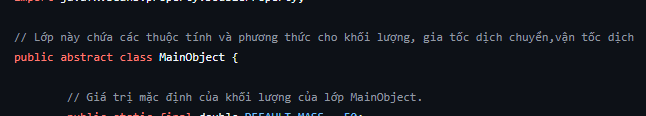 // Lớp này chứa các thuộc tính và phương thức cho khối lượng, gia tốc dịch chuyển,vận tốc dịch
public abstract class MainObject {
// Giá trị mặc định của khối lượng của lớp MainObject.
public static final double DEFAULT_MASS